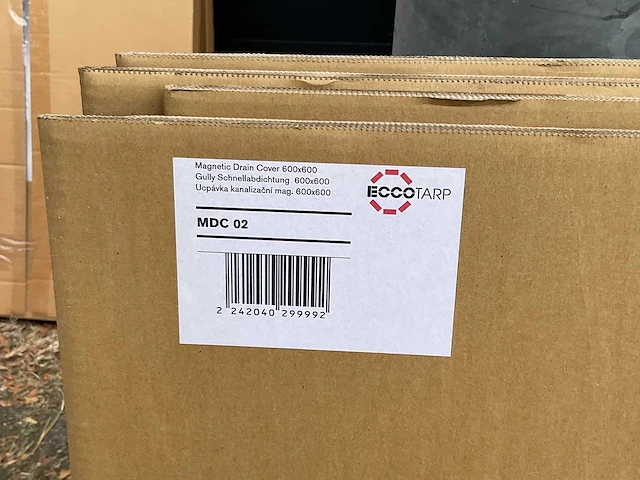 Magnetic Drain Cover 600x600
Gully Schnellabdichtung 600x600
Ucpávka kanalizační mag. 600x600
ECCOTARP
MDC 02
2 242040 299992